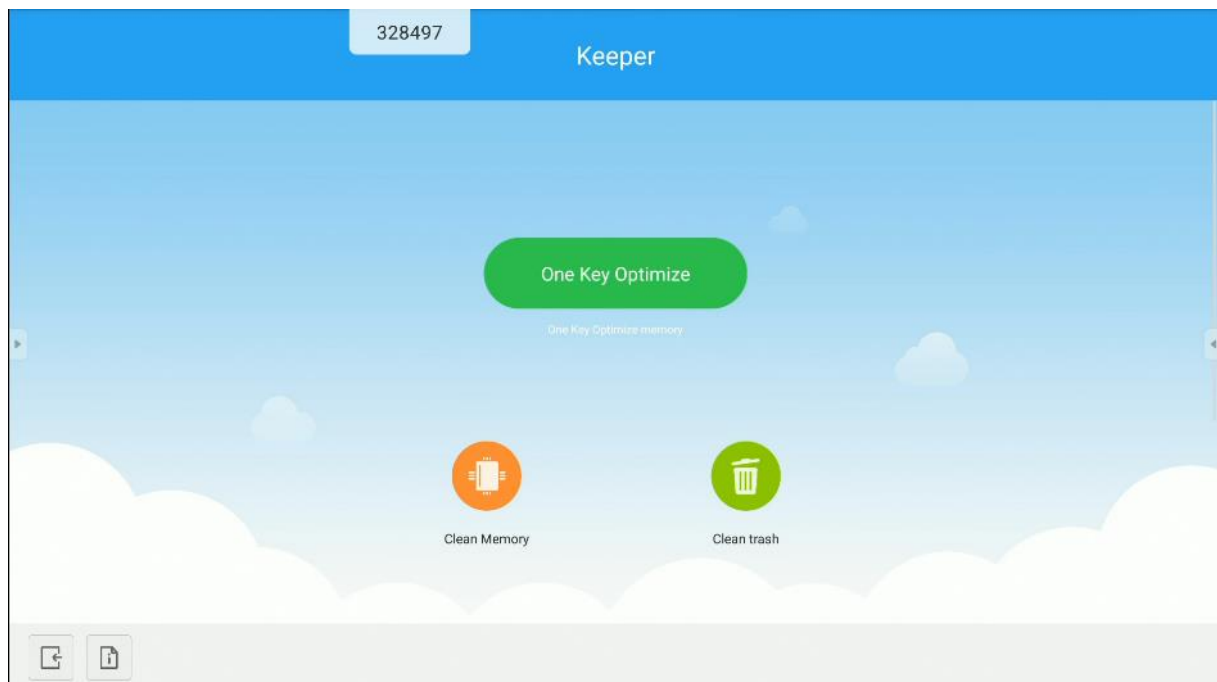 328497
Keeper
One Key Optimize
One Key Optimize memory
Clean Memory
Clean trash